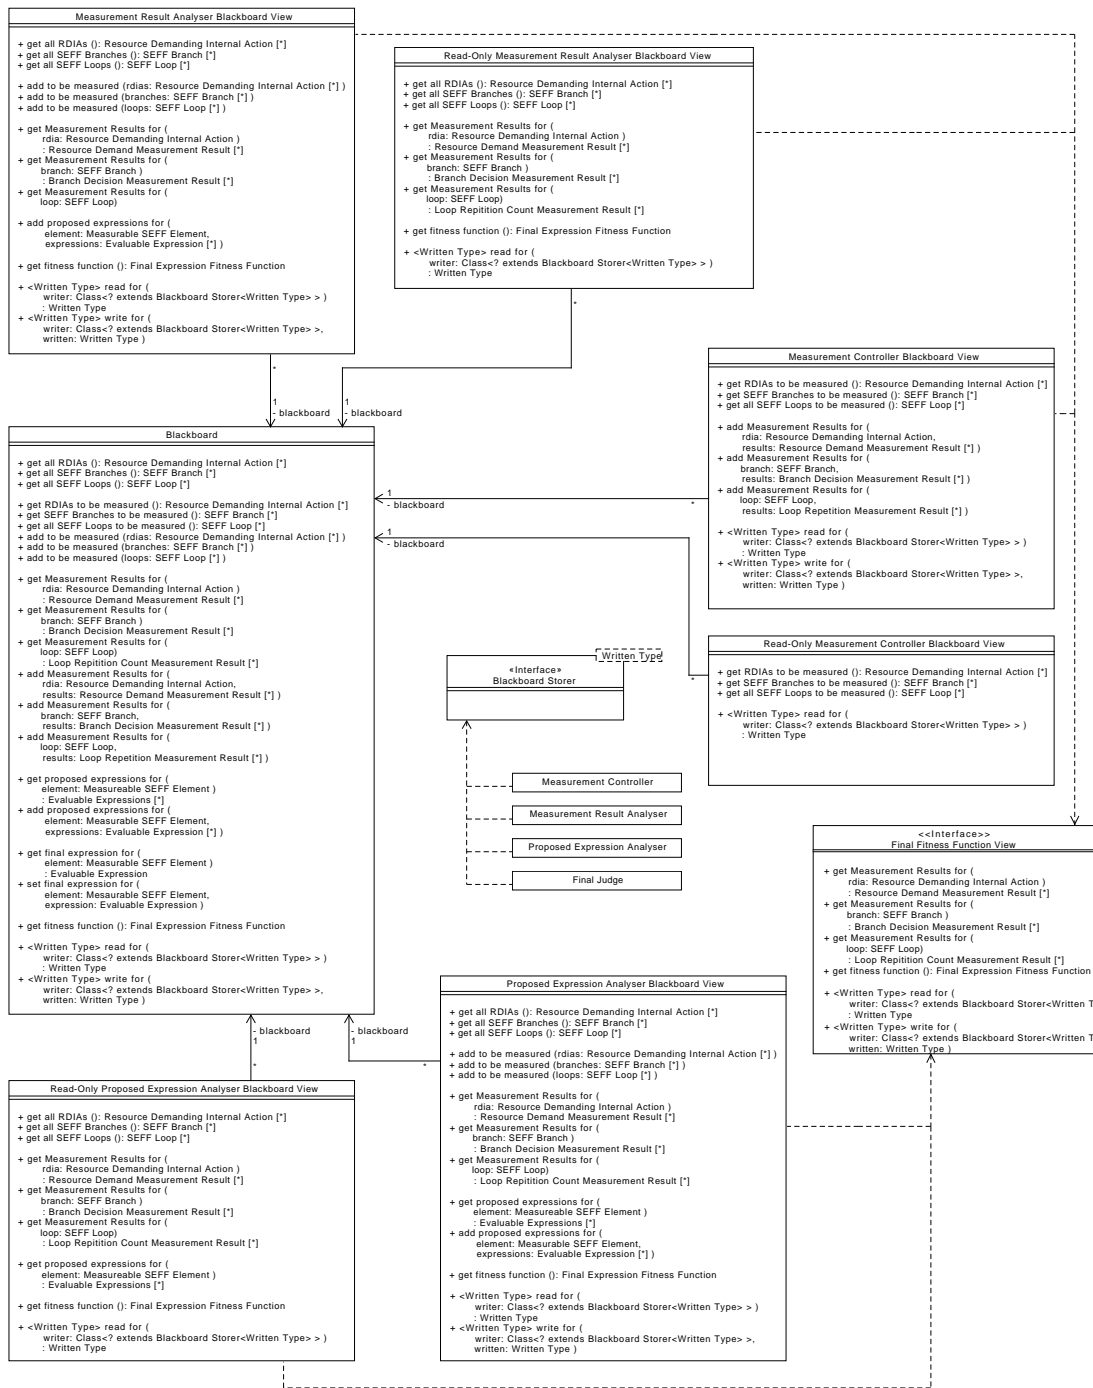 Measurement Result Analyser Blackboard View
+ get all RDIAs (): Resource Demanding Internal Action [*]
+ get all SEFF Branches (): SEFF Branch [*]
+ get all SEFF Loops (): SEFF Loop [*]
+ add to be measured (rdias: Resource Demanding Internal Action [*] )
+ add to be measured (branches: SEFF Branch [*] )
+ add to be measured (loops: SEFF Loop [*] )
+ get Measurement Results for (
rdia: Resource Demanding Internal Action )
: Resource Demand Measurement Result [*]
+ get Measurement Results for (
branch: SEFF Branch )
: Branch Decision Measurement Result [*]
+ get Measurement Results for (
loop: SEFF Loop)
+ add proposed expressions for (
element: Measurable SEFF Element,
expressions: Evaluable Expression [*] )
+ get fitness function (): Final Expression Fitness Function
+ <Written Type> read for (
writer: Class<? extends Blackboard Storer<Written Type> > )
: Written Type
+ <Written Type> write for (
writer: Class<? extends Blackboard Storer<Written Type> >,
written: Written Type )
Read-Only Measurement Result Analyser Blackboard View
+ get all RDIAs (): Resource Demanding Internal Action [*]
+ get all SEFF Branches (): SEFF Branch [*]
+ get all SEFF Loops (): SEFF Loop [*]
+ get Measurement Results for (
rdia: Resource Demanding Internal Action )
: Resource Demand Measurement Result [*]
+ get Measurement Results for (
branch: SEFF Branch )
: Branch Decision Measurement Result [*]
+ get Measurement Results for (
loop: SEFF Loop)
: Loop Repitition Count Measurement Result [*]
+ get fitness function (): Final Expression Fitness Function
+ <Written Type> read for (
writer: Class<? extends Blackboard Storer<Written Type> > )
: Written Type
*
*
1
- blackboard
1
- blackboard
Measurement Controller Blackboard View
+ get RDIAs to be measured (): Resource Demanding Internal Action [*]
+ get SEFF Branches to be measured (): SEFF Branch [*]
+ get all SEFF Loops to be measured (): SEFF Loop [*]
+ add Measurement Results for (
rdia: Resource Demanding Internal Action,
results: Resource Demand Measurement Result [*] )
+ add Measurement Results for (
branch: SEFF Branch,
results: Branch Decision Measurement Result [*] )
+ add Measurement Results for (
loop: SEFF Loop,
results: Loop Repetition Measurement Result [*] )
+ <Written Type> read for (
writer: Class<? extends Blackboard Storer<Written Type> > )
: Written Type
+ <Written Type> write for (
writer: Class<? extends Blackboard Storer<Written Type> >,
written: Written Type )
Blackboard
+ get all RDIAs (): Resource Demanding Internal Action [*]
+ get all SEFF Branches (): SEFF Branch [*]
+ get all SEFF Loops (): SEFF Loop [*]
+ get RDIAs to be measured (): Resource Demanding Internal Action [*]
+ get SEFF Branches to be measured (): SEFF Branch [*]
+ get all SEFF Loops to be measured (): SEFF Loop [*]
+ add to be measured (rdias: Resource Demanding Internal Action [*] )
+ add to be measured (branches: SEFF Branch [*] )
+ add to be measured (loops: SEFF Loop [*] )
+ get Measurement Results for (
rdia: Resource Demanding Internal Action )
: Resource Demand Measurement Result [*]
+ get Measurement Results for (
branch: SEFF Branch )
: Branch Decision Measurement Result [*]
+ get Measurement Results for (
loop: SEFF Loop)
: Loop Repitition Count Measurement Result [*]
+ add Measurement Results for (
rdia: Resource Demanding Internal Action,
results: Resource Demand Measurement Result [*] )
+ add Measurement Results for (
branch: SEFF Branch,
results: Branch Decision Measurement Result [*] )
+ add Measurement Results for (
loop: SEFF Loop,
results: Loop Repetition Measurement Result [*] )
+ get proposed expressions for (
element: Measureable SEFF Element )
: Evaluable Expressions [*]
+ add proposed expressions for (
element: Measurable SEFF Element,
expressions: Evaluable Expression [*] )
+ get final expression for (
element: Measurable SEFF Element )
: Evaluable Expression
+ set final expression for (
element: Mesaurable SEFF Element,
expression: Evaluable Expression )
+ get fitness function (): Final Expression Fitness Function
+ <Written Type> read for (
writer: Class<? extends Blackboard Storer<Written Type> > )
: Written Type
+ <Written Type> write for (
writer: Class<? extends Blackboard Storer<Written Type> >,
written: Written Type )
1
- blackboard
*
1
- blackboard
*
Read-Only Measurement Controller Blackboard View
+ get RDIAs to be measured (): Resource Demanding Internal Action [*]
+ get SEFF Branches to be measured (): SEFF Branch [*]
+ get all SEFF Loops to be measured (): SEFF Loop [*]
+ <Written Type> read for (
writer: Class<? extends Blackboard Storer<Written Type> > )
: Written Type
Written Type
«Interface»
Blackboard Storer
Measurement Controller
Measurement Result Analyser
Proposed Expression Analyser
Final Judge
<<Interface>>
Final Fitness Function View
+ get Measurement Results for (
rdia: Resource Demanding Internal Action )
: Resource Demand Measurement Result [*]
+ get Measurement Results for (
branch: SEFF Branch )
: Branch Decision Measurement Result [*]
+ get Measurement Results for (
loop: SEFF Loop)
: Loop Repitition Count Measurement Result [*]
+ get fitness function (): Final Expression Fitness Function
+ <Written Type> read for (
writer: Class<? extends Blackboard Storer<Written T
: Written Type
+ <Written Type> write for (
writer: Class<? extends Blackboard Storer<Written T
written: Written Type )
- blackboard
1
*
- blackboard
1
*
Proposed Expression Analyser Blackboard View
+ get all RDIAs (): Resource Demanding Internal Action [*]
+ get all SEFF Branches (): SEFF Branch [*]
+ get all SEFF Loops (): SEFF Loop [*]
+ add to be measured (rdias: Resource Demanding Internal Action [*] )
+ add to be measured (branches: SEFF Branch [*] )
+ add to be measured (loops: SEFF Loop [*] )
+ get Measurement Results for (
rdia: Resource Demanding Internal Action )
: Resource Demand Measurement Result [*]
+ get Measurement Results for (
branch: SEFF Branch )
: Branch Decision Measurement Result [*]
+ get Measurement Results for (
loop: SEFF Loop)
: Loop Repitition Count Measurement Result [*]
+ get proposed expressions for (
element: Measureable SEFF Element )
: Evaluable Expressions [*]
+ add proposed expressions for (
element: Measurable SEFF Element,
expressions: Evaluable Expression [*] )
+ get fitness function (): Final Expression Fitness Function
+ <Written Type> read for (
writer: Class<? extends Blackboard Storer<Written Type> > )
: Written Type
+ <Written Type> write for (
writer: Class<? extends Blackboard Storer<Written Type> >,
written: Written Type )
Read-Only Proposed Expression Analyser Blackboard View
+ get all RDIAs (): Resource Demanding Internal Action [*]
+ get all SEFF Branches (): SEFF Branch [*]
+ get all SEFF Loops (): SEFF Loop [*]
+ get Measurement Results for (
rdia: Resource Demanding Internal Action )
: Resource Demand Measurement Result [*]
+ get Measurement Results for (
branch: SEFF Branch )
: Branch Decision Measurement Result [*]
+ get Measurement Results for (
loop: SEFF Loop)
: Loop Repitition Count Measurement Result [*]
+ get proposed expressions for (
element: Measureable SEFF Element )
: Evaluable Expressions [*]
+ get fitness function (): Final Expression Fitness Function
+ <Written Type> read for (
writer: Class<? extends Blackboard Storer<Written Type> > )
: Written Type